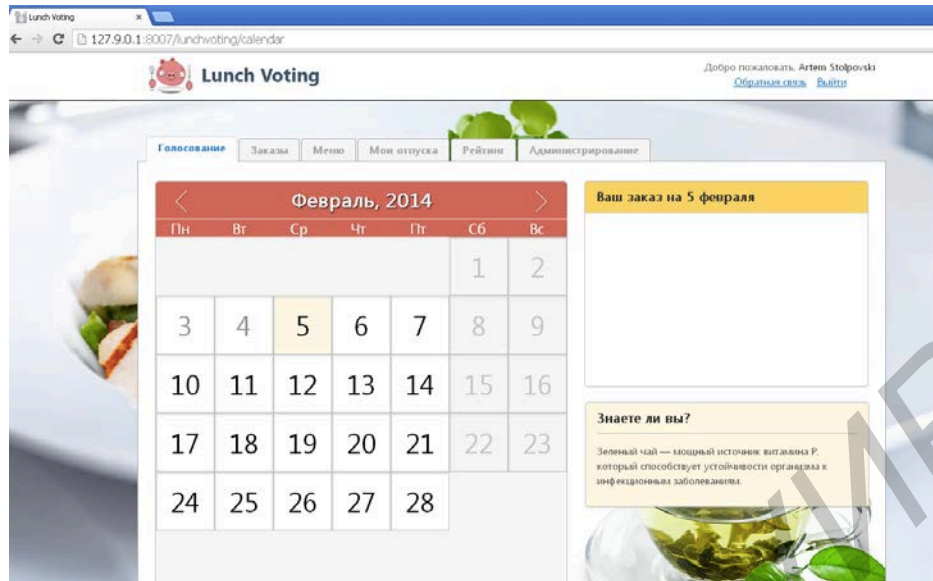 Lunch Voting
127.9.0.1:8007/lunchvoting/calendar
Lunch Voting
Добро пожаловать, Artem Stolpovski
Обратная связь Выйти
Голосование Заказы Меню Мои отпуска Рейтинг Администрирование
Февраль, 2014
Пн Вт Ср Чт Пт Сб Вс
1 2
3 4 5 6 7 8 9
10 11 12 13 14 15 16
17 18 19 20 21 22 23
24 25 26 27 28
Ваш заказ на 5 февраля
Знаете ли вы?
Зеленый чай — мощный источник витамина P,
который способствует устойчивости организма к
инфекционным заболеваниям.